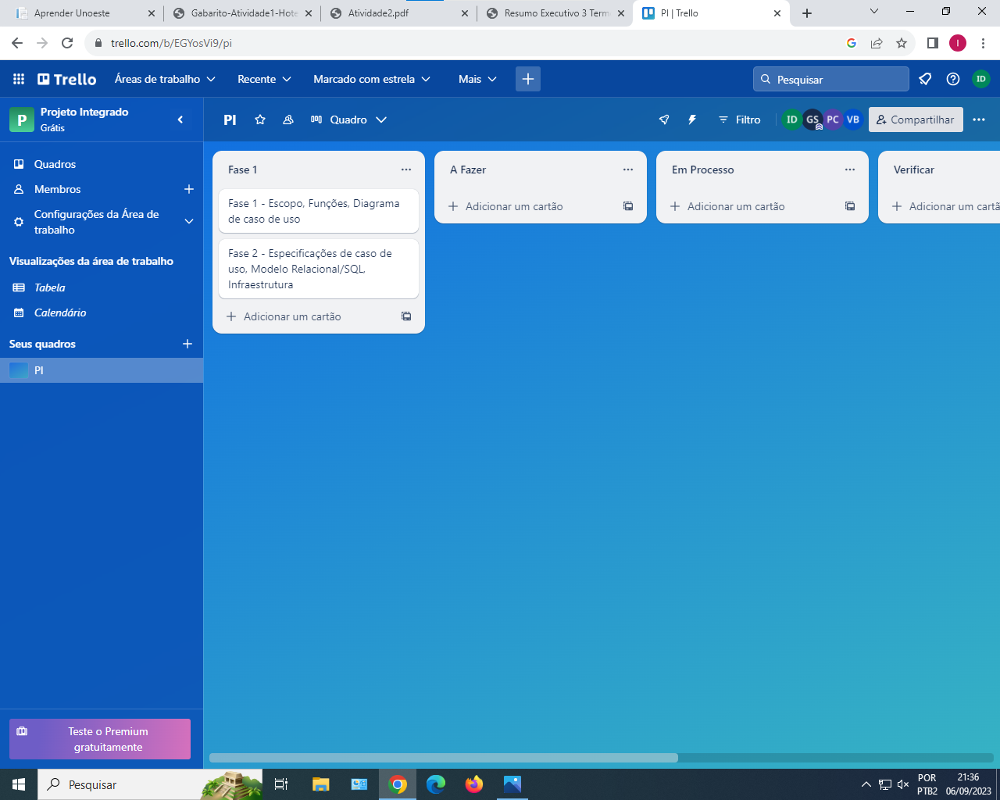 Aprender Unoeste
Gabarito-Atividade1-Hote
Atividade2.pdf
Resumo Executivo 3 Term
PI | Trello
trello.com/b/EGYosVi9/pi
I
Trello
Áreas de trabalho
Recente
Marcado com estrela
Mais
Pesquisar
ID
P
Projeto Integrado
Grátis
PI
Quadro
Filtro
ID
GS
PC
VB
Compartilhar
Quadros
Membros
Configurações da Área de
trabalho
Visualizações da área de trabalho
Tabela
Calendário
Seus quadros
PI
Fase 1
Fase 1 - Escopo, Funções, Diagrama
de caso de uso
Fase 2 - Especificações de caso de
uso, Modelo Relacional/SQL,
Infraestrutura
Adicionar um cartão
A Fazer
Adicionar um cartão
Em Processo
Adicionar um cartão
Verificar
Adicionar um cartã
Teste o Premium
gratuitamente
Pesquisar
POR
PTB2
21:36
06/09/2023